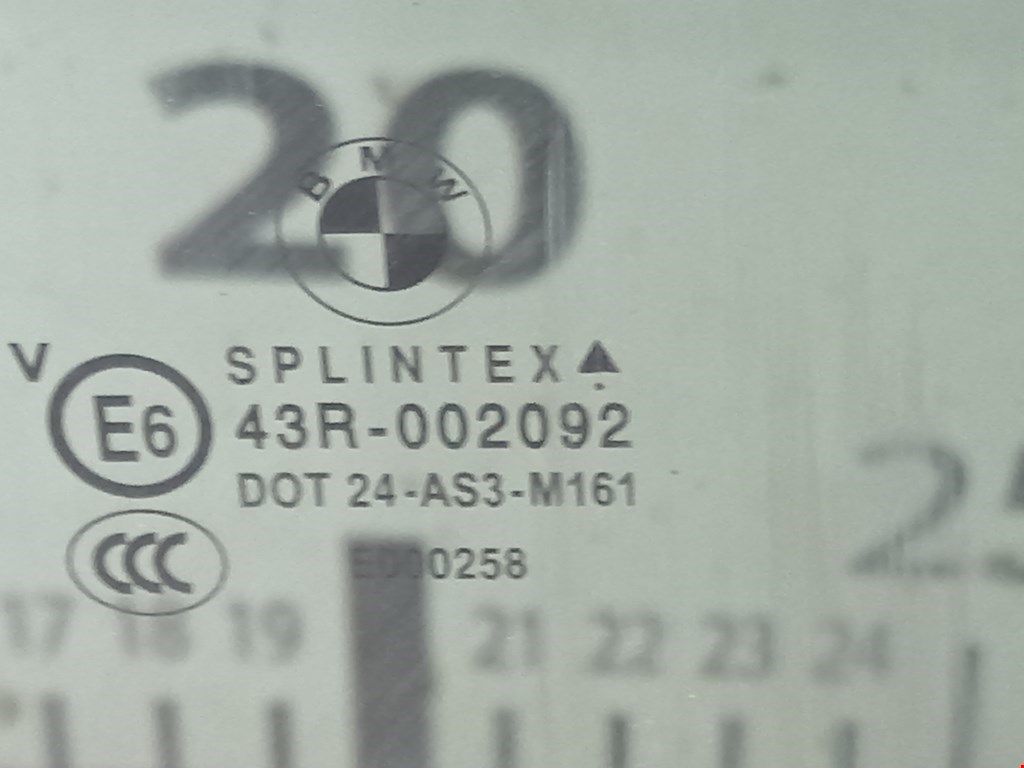 20
BMW
V
SPLINTEX
E6
43R-002092
DOT 24-AS3-M161
CCC
E000258
25
17 18 19 21 22 23 24